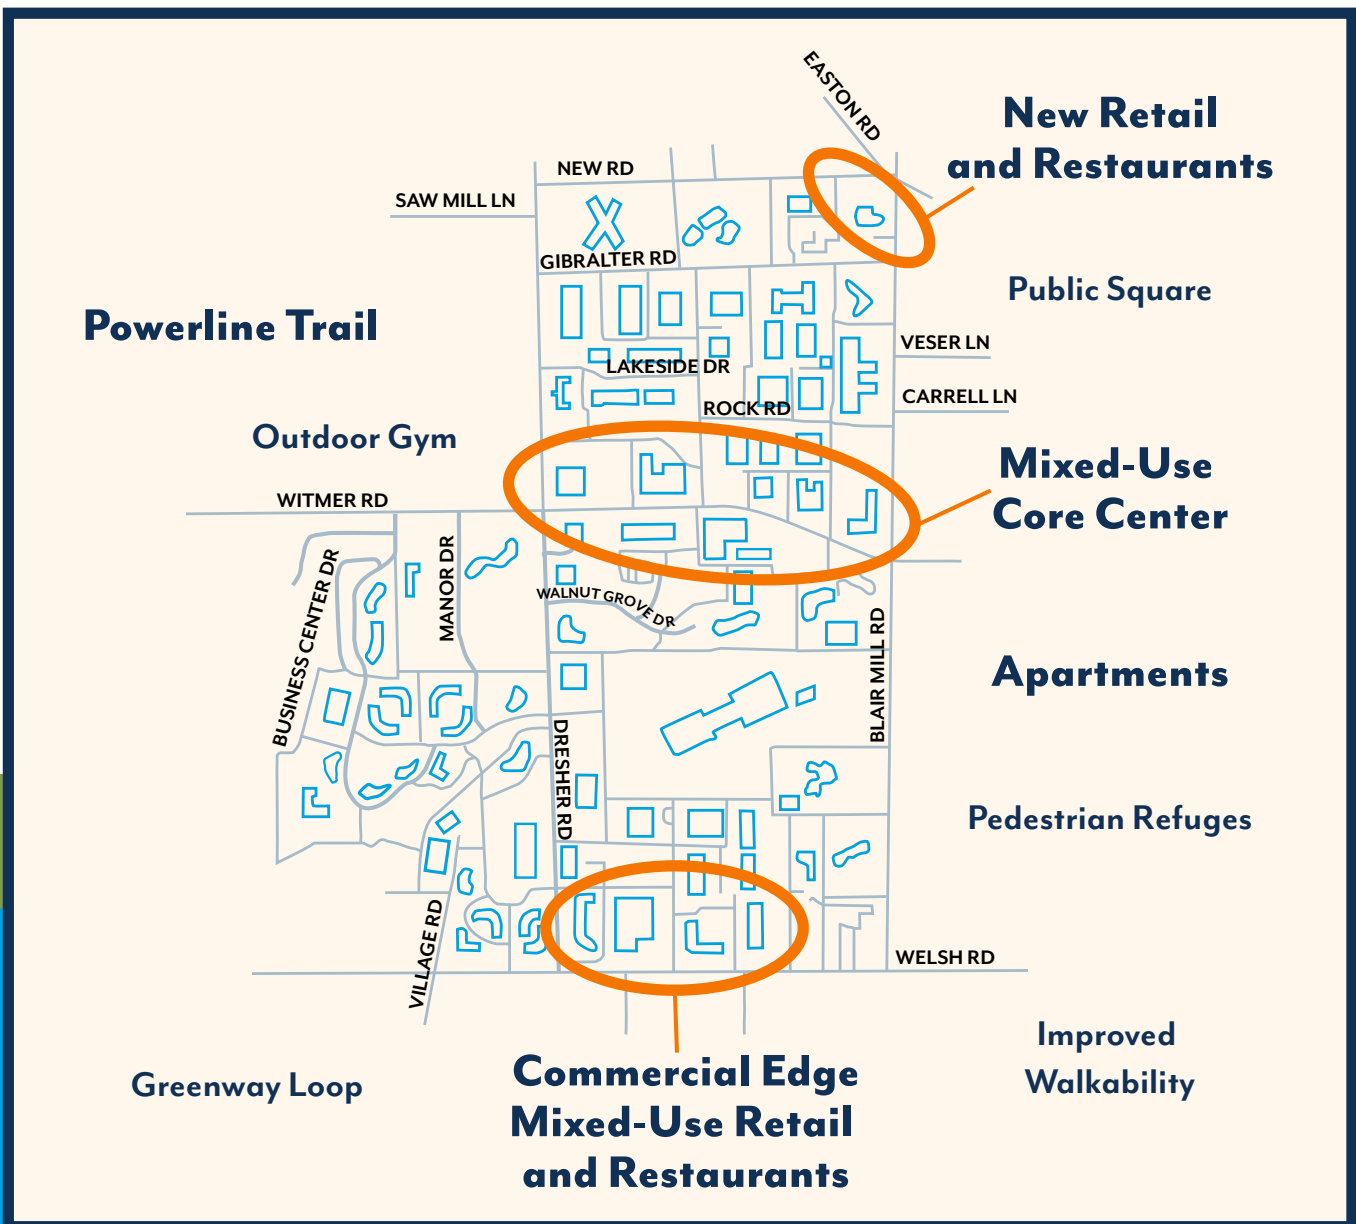 EASTON RD
New Retail
and Restaurants
NEW RD
SAW MILL LN
GIBRALTER RD
Public Square
Powerline Trail
VESER LN
LAKESIDE DR
CARRELL LN
ROCK RD
Outdoor Gym
Mixed-Use
Core Center
WITMER RD
BUSINESS CENTER DR
MANOR DR
WALNUT GROVE DR
BLAIR MILL RD
Apartments
DRESHER RD
Pedestrian Refuges
VILLAGE RD
WELSH RD
Improved
Walkability
Greenway Loop
Commercial Edge
Mixed-Use Retail
and Restaurants